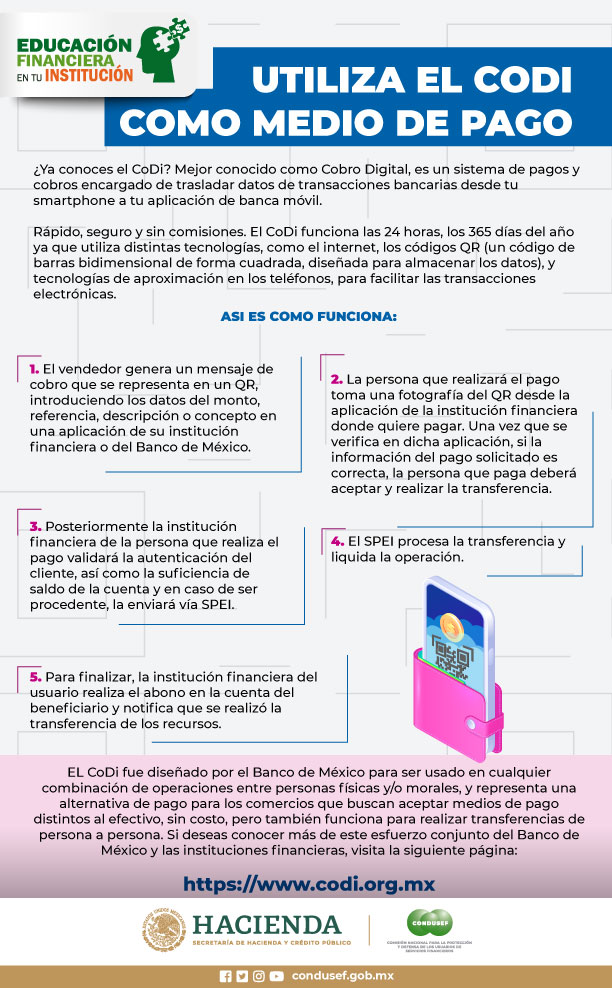 EDUCACIÓN
FINANCIERA
EN TU INSTITUCIÓN
UTILIZA EL CODI
COMO MEDIO DE PAGO
¿Ya conoces el CoDi? Mejor conocido como Cobro Digital, es un sistema de pagos y
cobros encargado de trasladar datos de transacciones bancarias desde tu
smartphone a tu aplicación de banca móvil.
Rápido, seguro y sin comisiones. El CoDi funciona las 24 horas, los 365 días del año
ya que utiliza distintas tecnologías, como el internet, los códigos QR (un código de
barras bidimensional de forma cuadrada, diseñada para almacenar los datos), y
tecnologías de aproximación en los teléfonos, para facilitar las transacciones
electrónicas.
ASI ES COMO FUNCIONA:
1. El vendedor genera un mensaje de
cobro que se representa en un QR,
introduciendo los datos del monto,
referencia, descripción o concepto en
una aplicación de su institución
financiera o del Banco de México.
2. La persona que realizará el pago
toma una fotografía del QR desde la
aplicación de la institución financiera
donde quiere pagar. Una vez que se
verifica en dicha aplicación, si la
información del pago solicitado es
correcta, la persona que paga deberá
aceptar y realizar la transferencia.
3. Posteriormente la institución
financiera de la persona que realiza el
pago validará la autenticación del
cliente, así como la suficiencia de
saldo de la cuenta y en caso de ser
procedente, la enviará vía SPEI.
4. El SPEI procesa la transferencia y
liquida la operación.
5. Para finalizar, la institución financiera del
usuario realiza el abono en la cuenta del
beneficiario y notifica que se realizó la
transferencia de los recursos.
EL CoDi fue diseñado por el Banco de México para ser usado en cualquier
combinación de operaciones entre personas físicas y/o morales, y representa una
alternativa de pago para los comercios que buscan aceptar medios de pago
distintos al efectivo, sin costo, pero también funciona para realizar transferencias de
persona a persona. Si deseas conocer más de este esfuerzo conjunto del Banco de
México y las instituciones financieras, visita la siguiente página:
https://www.codi.org.mx
HACIENDA
SECRETARÍA DE HACIENDA Y CRÉDITO PÚBLICO
CONDUSEF
COMISIÓN NACIONAL PARA LA PROTECCIÓN
Y DEFENSA DE LOS USUARIOS DE
SERVICIOS FINANCIEROS
condusef.gob.mx